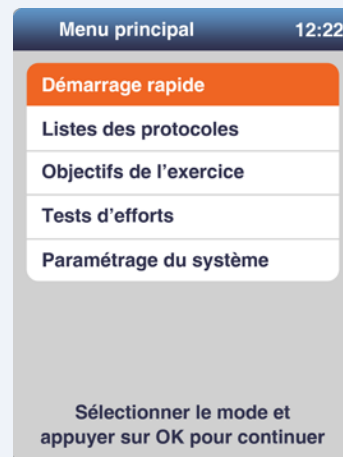 Menu principal 12:22
Démarrage rapide
Listes des protocoles
Objectifs de l’exercice
Tests d’efforts
Paramétrage du système
Sélectionner le mode et
appuyer sur OK pour continuer